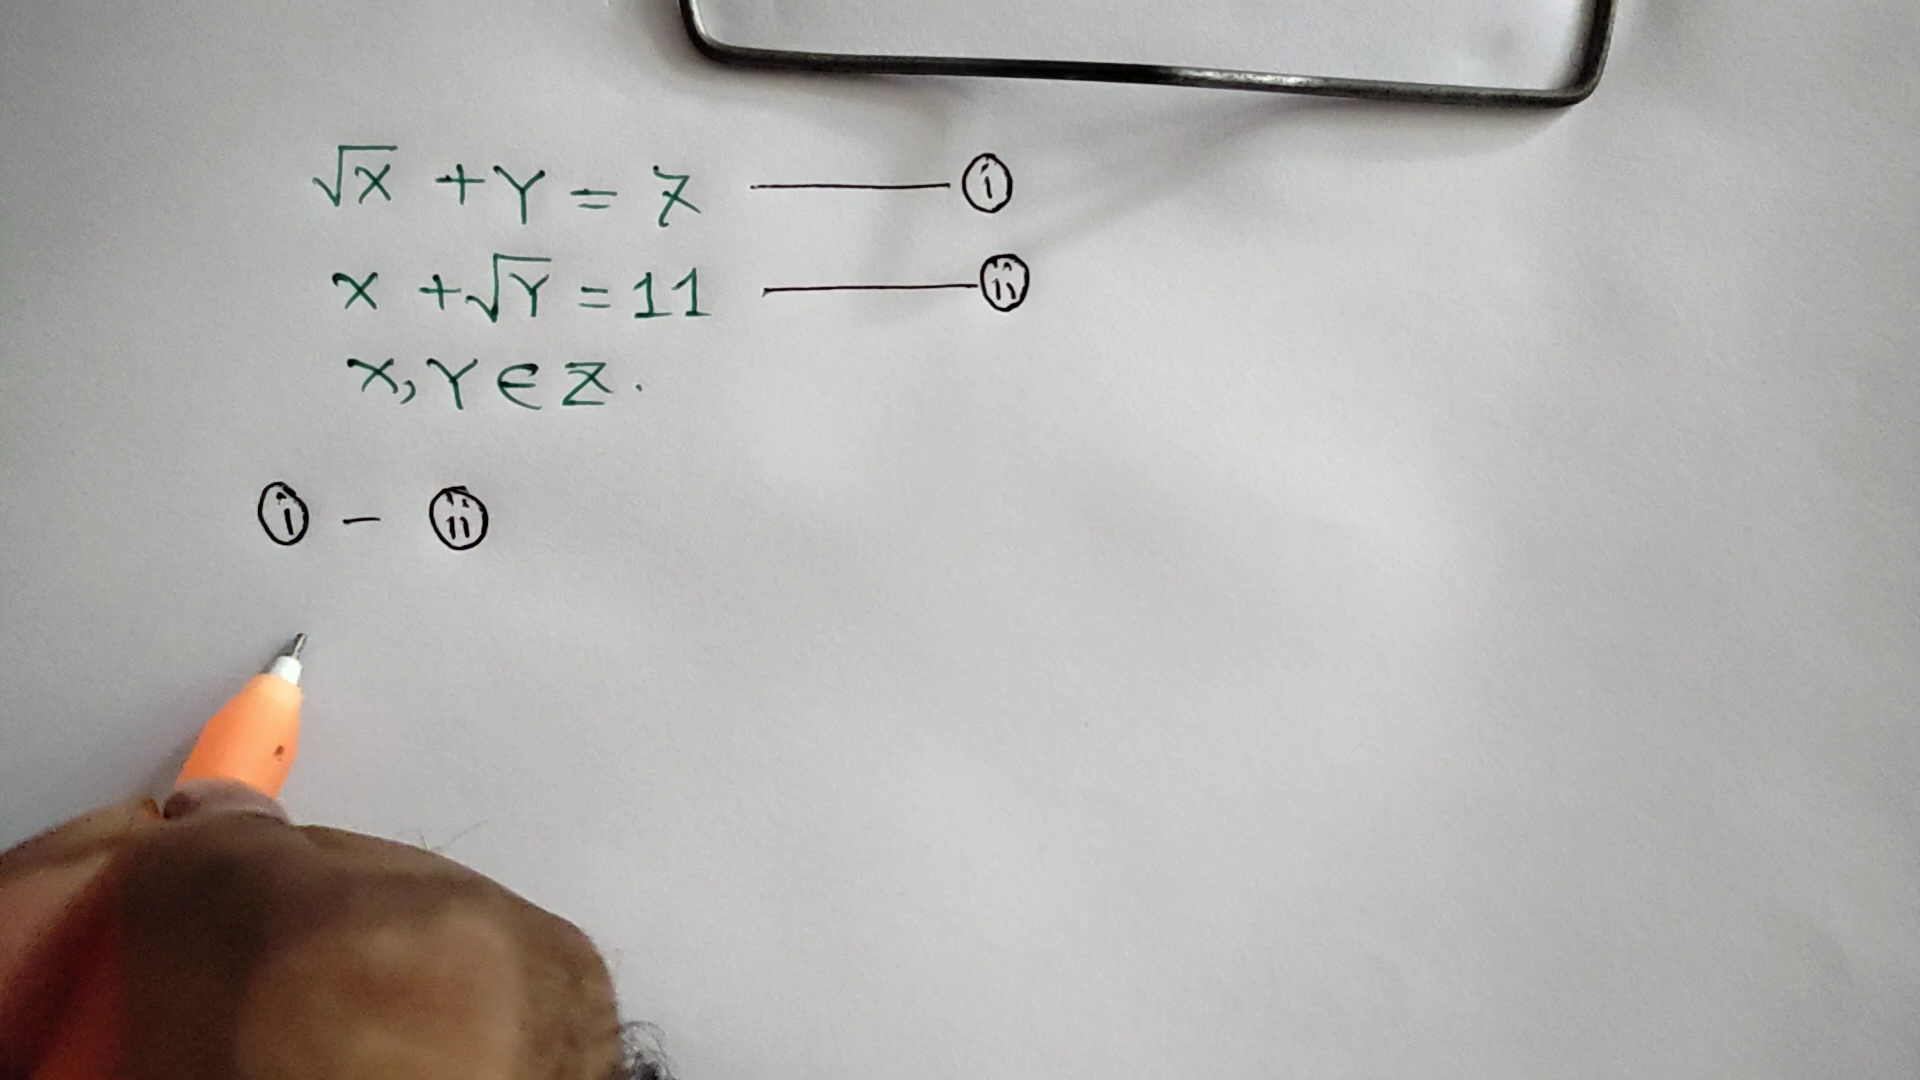 √x + y = 7 —— (i)
x + √y = 11 —— (ii)
x, y ∈ Z.
(i) – (ii)